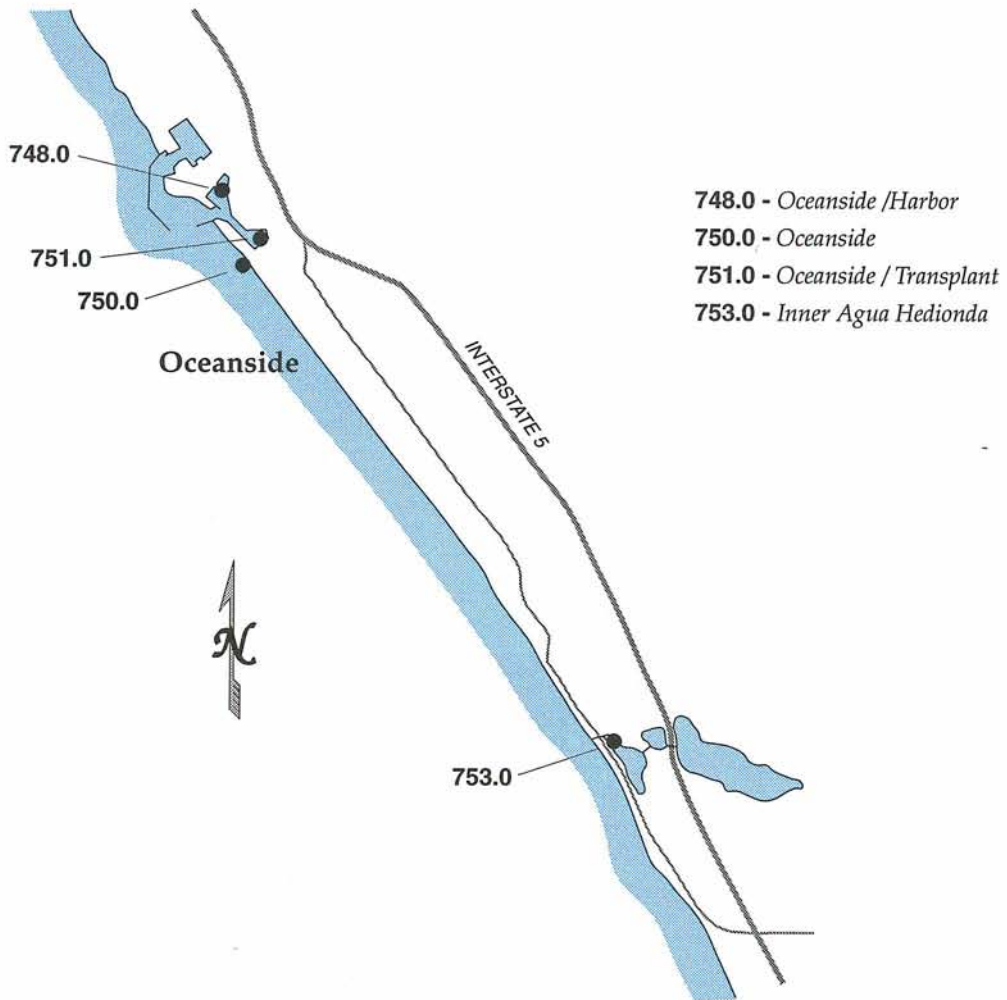 748.0
751.0
750.0
Oceanside
748.0 - Oceanside /Harbor
750.0 - Oceanside
751.0 - Oceanside / Transplant
753.0 - Inner Agua Hedionda
INTERSTATE 5
N
753.0